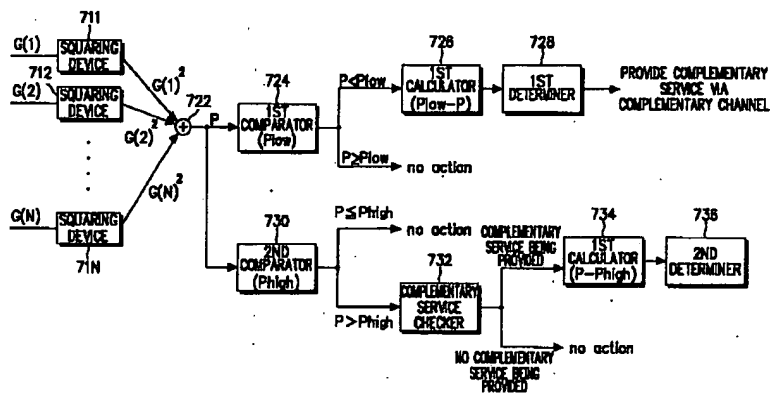 711
G(1)
SQUARING
DEVICE
G(1)²
712
G(2)
SQUARING
DEVICE
G(2)²
722
P
G(N)²
G(N)
SQUARING
DEVICE
71N
724
1ST
COMPARATOR
(Plow)
P<Plow
726
1ST
CALCULATOR
(Plow-P)
728
1ST
DETERMINER
PROVIDE COMPLEMENTARY
SERVICE VIA
COMPLEMENTARY CHANNEL
P≥Plow
no action
730
2ND
COMPARATOR
(Phigh)
P≦Phigh
no action
P>Phigh
732
COMPLEMENTARY
SERVICE
CHECKER
COMPLEMENTARY
SERVICE BEING
PROVIDED
734
1ST
CALCULATOR
(P-Phigh)
736
2ND
DETERMINER
no action
NO COMPLEMENTARY
SERVICE BEING
PROVIDED